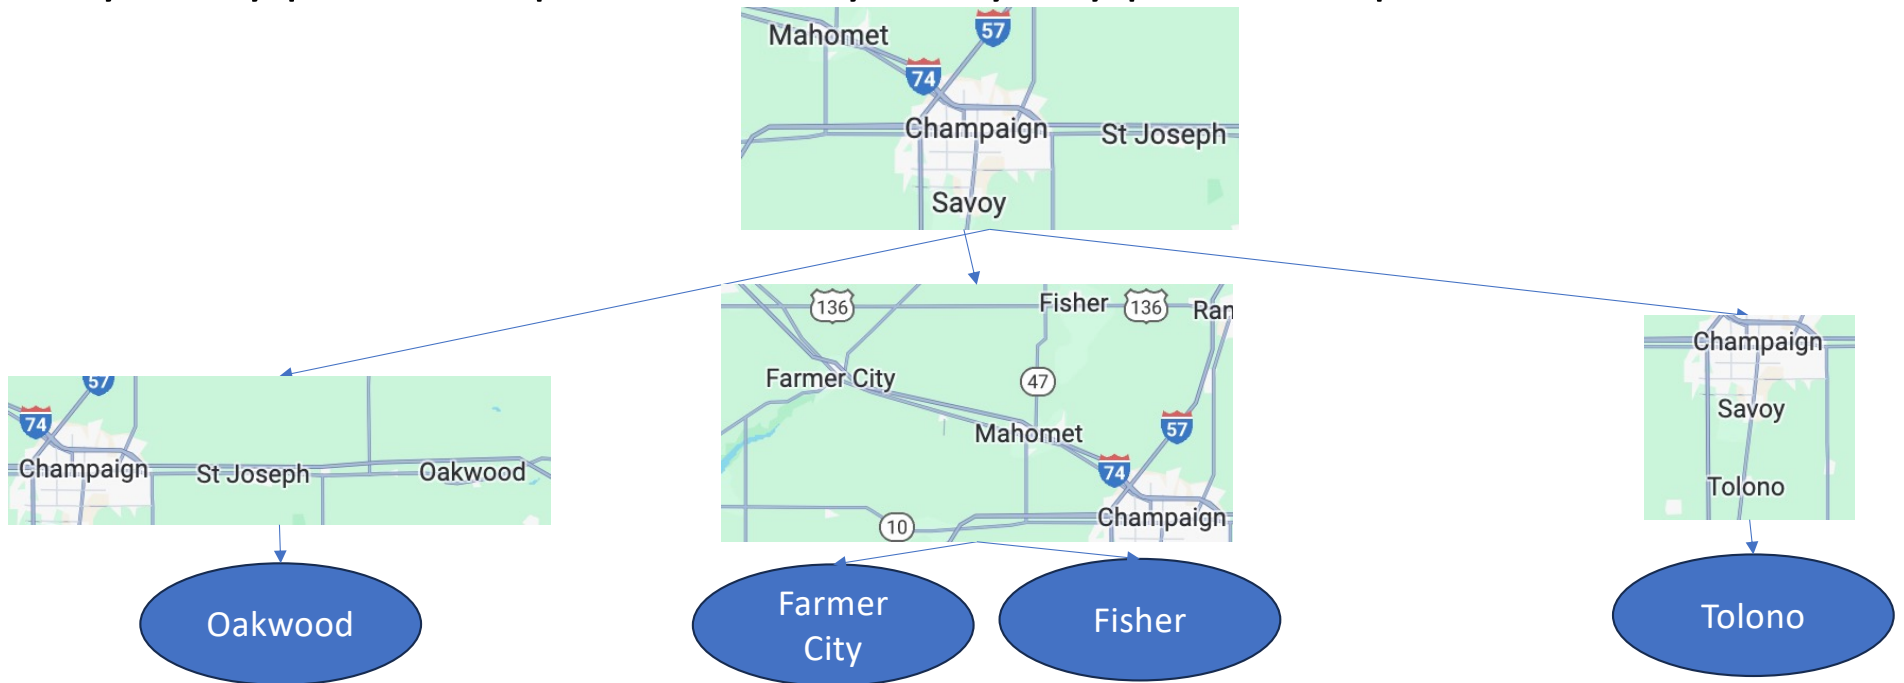 Mahomet
57
74
Champaign
St Joseph
Savoy
57
74
Champaign
St Joseph
Oakwood
136
Fisher
136
Ran
Farmer City
47
Mahomet
57
74
10
Champaign
Champaign
Savoy
Tolono
Oakwood
Farmer
City
Fisher
Tolono